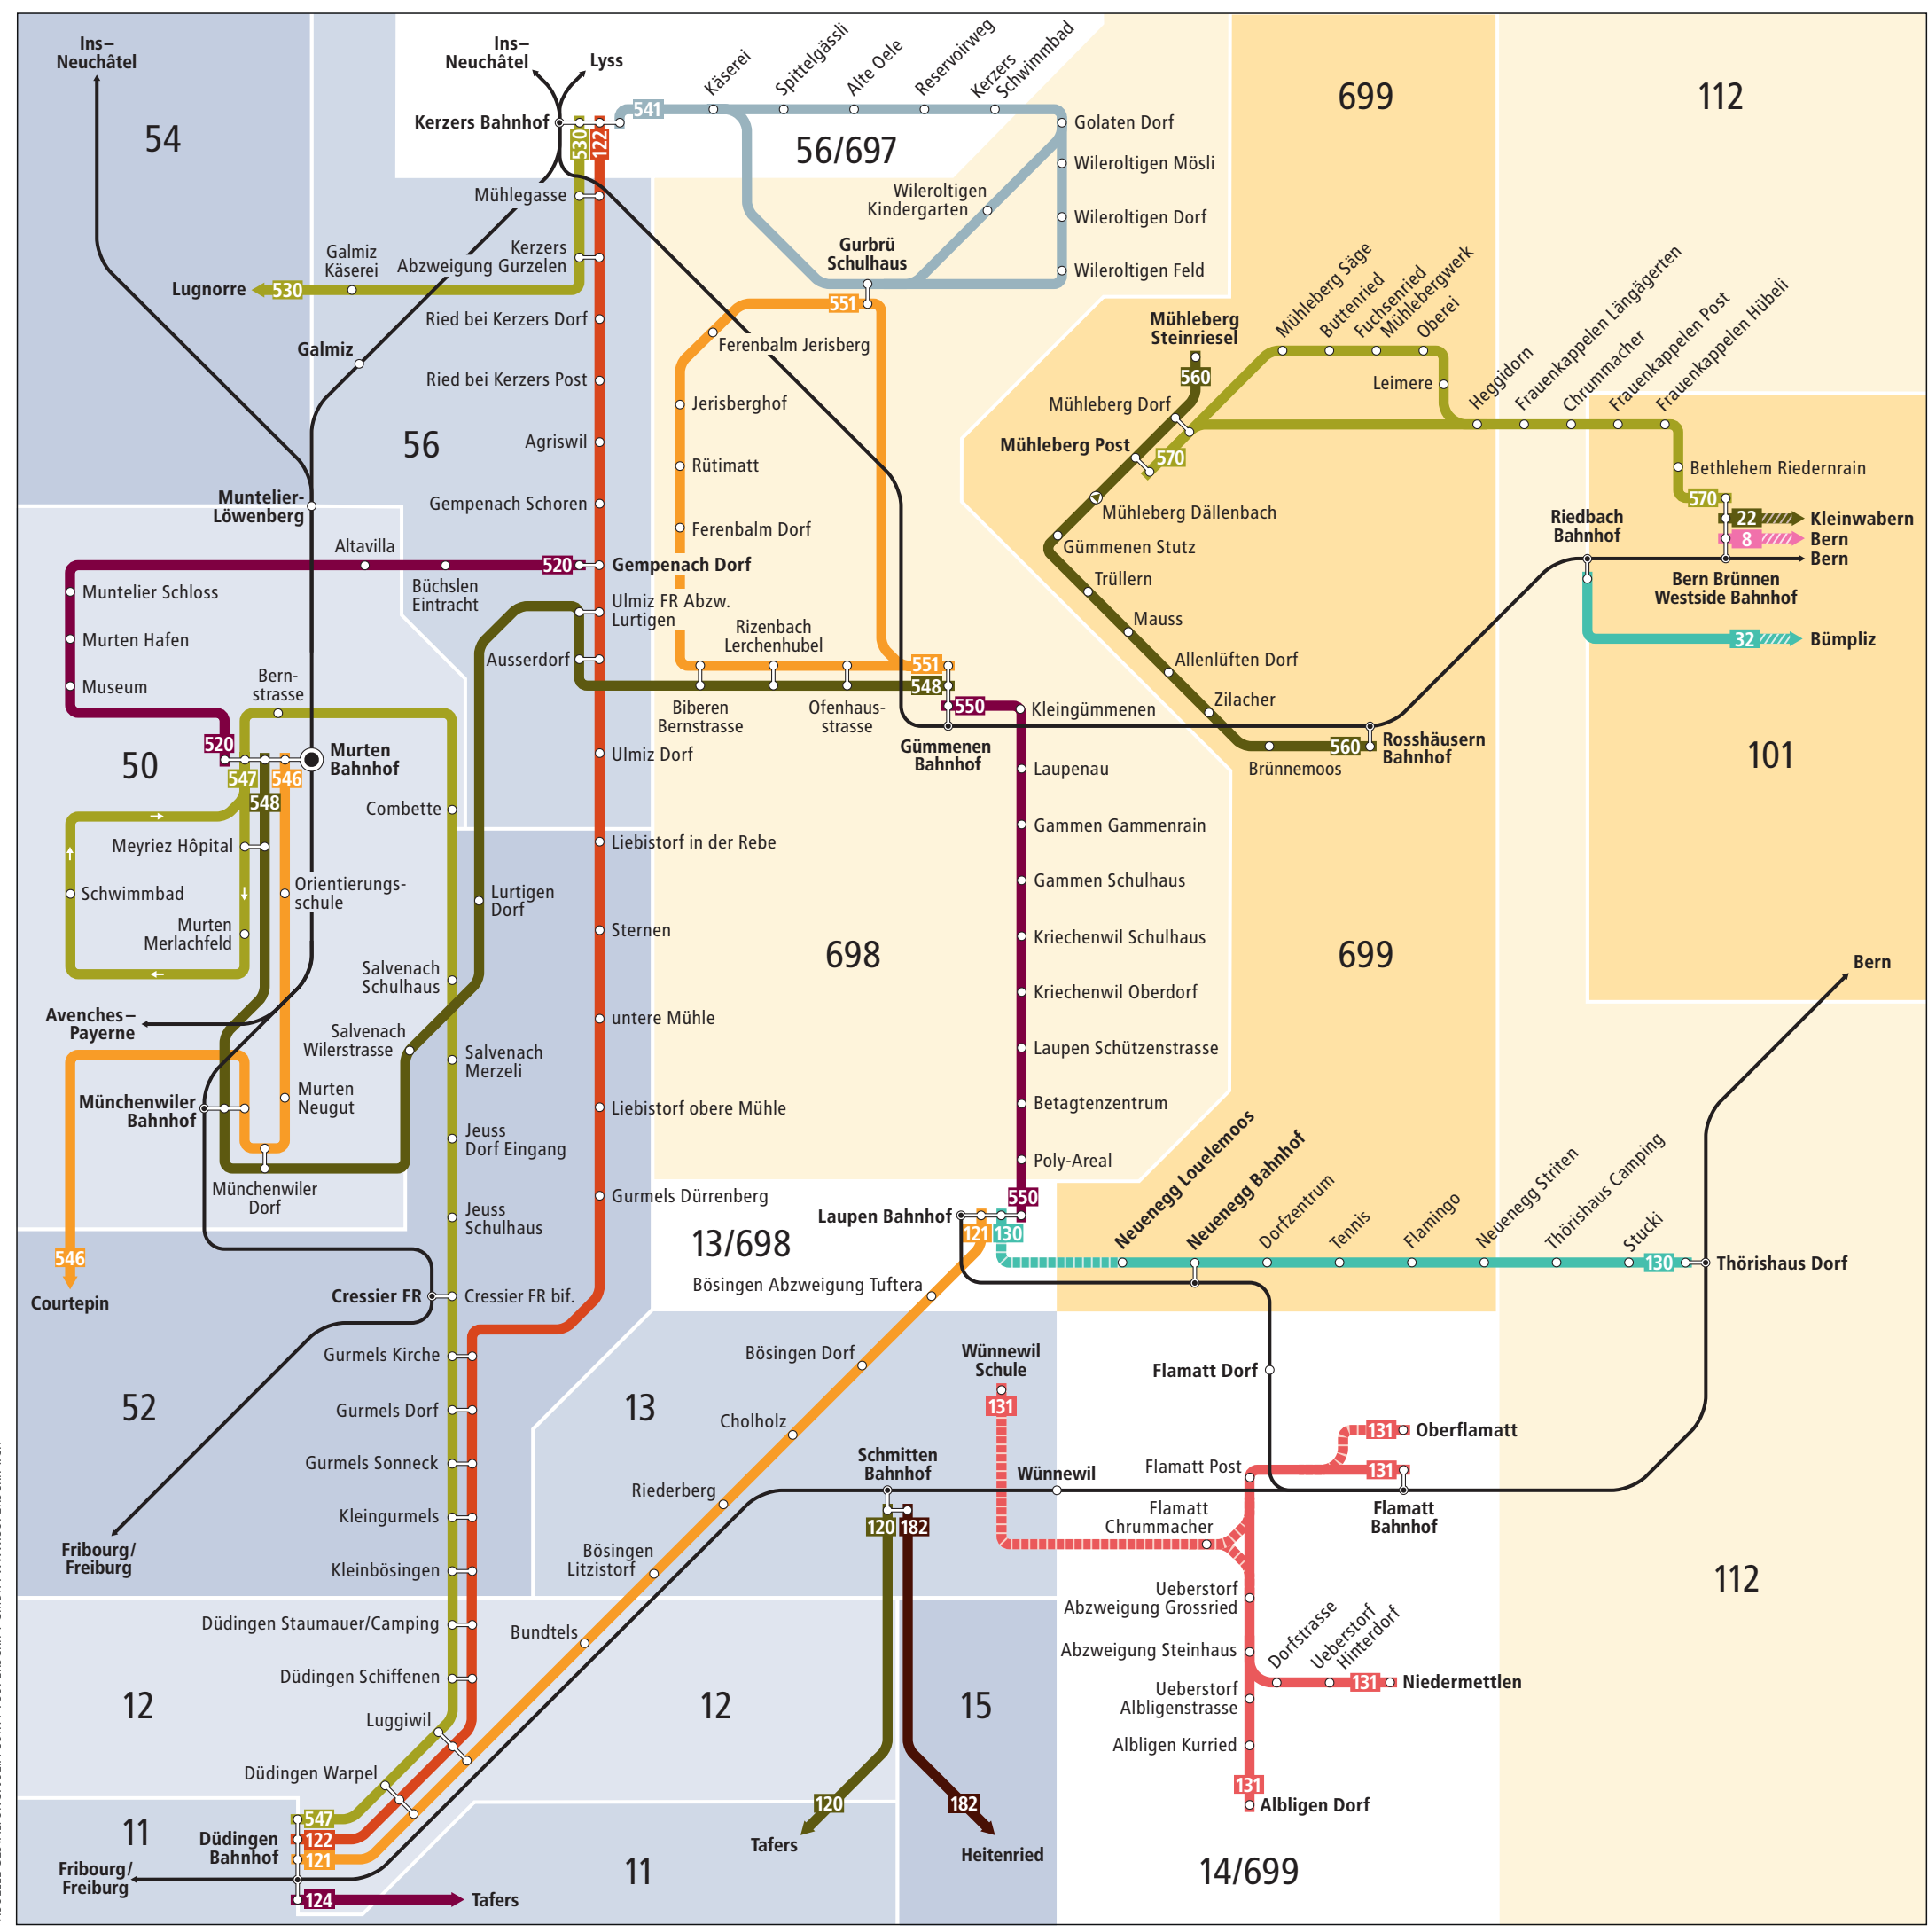 Ins–
Neuchâtel
54
Ins–
Neuchâtel
Lyss
Kerzers Bahnhof
541
530
122
Käserei
Spittelgässli
Alte Oele
Reservoirweg
Kerzers
Schwimmbad
56/697
699
112
Golaten Dorf
Wileroltigen Mösli
Wileroltigen
Kindergarten
Wileroltigen Dorf
Wileroltigen Feld
Gurbrü
Schulhaus
Mühlegasse
Kerzers
Abzweigung Gurzelen
Galmiz
Käserei
Lugnorre
530
551
Ferenbalm Jerisberg
Ried bei Kerzers Dorf
Galmiz
Ried bei Kerzers Post
Jerisberghof
Agriswil
56
Rütimatt
Gempenach Schoren
Ferenbalm Dorf
Mühleberg
Steinriesel
560
Mühleberg Dorf
Mühleberg Post
570
Mühleberg Säge
Buttenried
Fuchsenried
Mühlebergwerk
Oberei
Leimere
Heggidorn
Frauenkappelen Längägerten
Chrummacher
Frauenkappelen Post
Frauenkappelen Hübeli
Bethlehem Riedernrain
570
22
Kleinwabern
8
Bern
Bern
Bern Brünnen
Westside Bahnhof
Riedbach
Bahnhof
32
Bümpliz
Mühleberg Dällenbach
Gümmenen Stutz
Trüllern
Mauss
Allenlüften Dorf
Zilacher
Brünnemoos
560
Rosshäusern
Bahnhof
101
Muntelier-
Löwenberg
Altavilla
Büchslen
Eintracht
520
Gempenach Dorf
Muntelier Schloss
Murten Hafen
Museum
Ulmiz FR Abzw.
Lurtigen
Ausserdorf
Rizenbach
Lerchenhubel
551
548
550
Biberen
Bernstrasse
Ofenhaus-
strasse
Gümmenen
Bahnhof
Kleingümmenen
Bern-
strasse
520
547
548
546
50
Murten
Bahnhof
Combette
Ulmiz Dorf
Laupenau
Gammen Gammenrain
Gammen Schulhaus
Kriechenwil Schulhaus
Kriechenwil Oberdorf
Laupen Schützenstrasse
Betagtenzentrum
Poly-Areal
550
Meyriez Hôpital
Schwimmbad
Murten
Merlachfeld
Orientierungs-
schule
Lurtigen
Dorf
Liebistorf in der Rebe
Sternen
698
699
Salvenach
Schulhaus
Salvenach
Wilerstrasse
Salvenach
Merzeli
untere Mühle
Avenches–
Payerne
Münchenwiler
Bahnhof
Murten
Neugut
Liebistorf obere Mühle
Jeuss
Dorf Eingang
Münchenwiler
Dorf
Jeuss
Schulhaus
Gurmels Dürrenberg
546
Courtepin
Cressier FR
Cressier FR bif.
13/698
Laupen Bahnhof
121
130
Bösingen Abzweigung Tuftera
Neuenegg Louelemoos
Neuenegg Bahnhof
Dorfzentrum
Tennis
Flamingo
Neuenegg Striten
Thörishaus Camping
Stucki
130
Thörishaus Dorf
Bern
Gurmels Kirche
Gurmels Dorf
Gurmels Sonneck
Kleingurmels
Kleinbösingen
52
13
Bösingen Dorf
Cholholz
Riederberg
Bösingen
Litzistorf
Bundtels
Fribourg/
Freiburg
Wünnewil
Schule
131
Schmitten
Bahnhof
120
182
Wünnewil
Flamatt Dorf
131
Oberflamatt
Flamatt Post
131
Flamatt
Bahnhof
Flamatt
Chrummacher
Ueberstorf
Abzweigung Grossried
Abzweigung Steinhaus
Dorfstrasse
Ueberstorf
Hinterdorf
131
Niedermettlen
Ueberstorf
Albligenstrasse
Albligen Kurried
131
Albligen Dorf
112
Düdingen Staumauer/Camping
Düdingen Schiffenen
Luggiwil
Düdingen Warpel
12
12
15
120
Tafers
182
Heitenried
11
547
122
121
Düdingen
Bahnhof
Fribourg/
Freiburg
124
Tafers
11
14/699